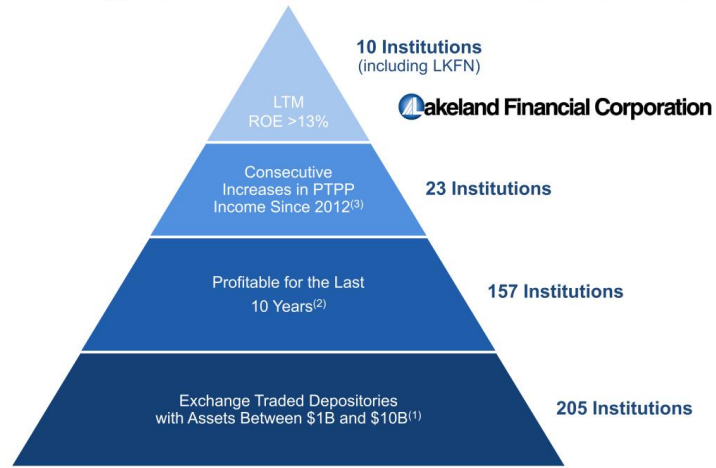 10 Institutions
(including LKFN)
LTM
ROE >13%
Lakeland Financial Corporation
Consecutive
Increases in PTPP
Income Since 2012(3)
23 Institutions
Profitable for the Last
10 Years(2)
157 Institutions
Exchange Traded Depositories
with Assets Between $1B and $10B(1)
205 Institutions